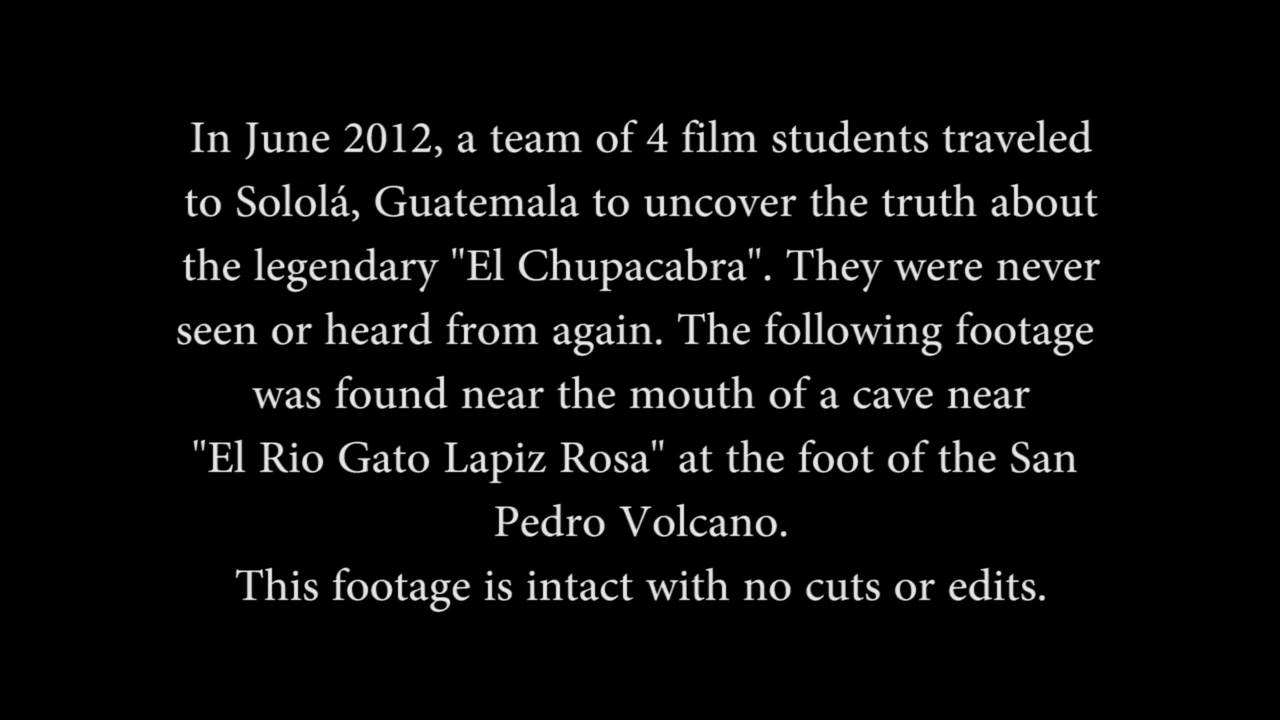 In June 2012, a team of 4 film students traveled
to Sololá, Guatemala to uncover the truth about
the legendary "El Chupacabra". They were never
seen or heard from again. The following footage
was found near the mouth of a cave near
"El Rio Gato Lapiz Rosa" at the foot of the San
Pedro Volcano.
This footage is intact with no cuts or edits.